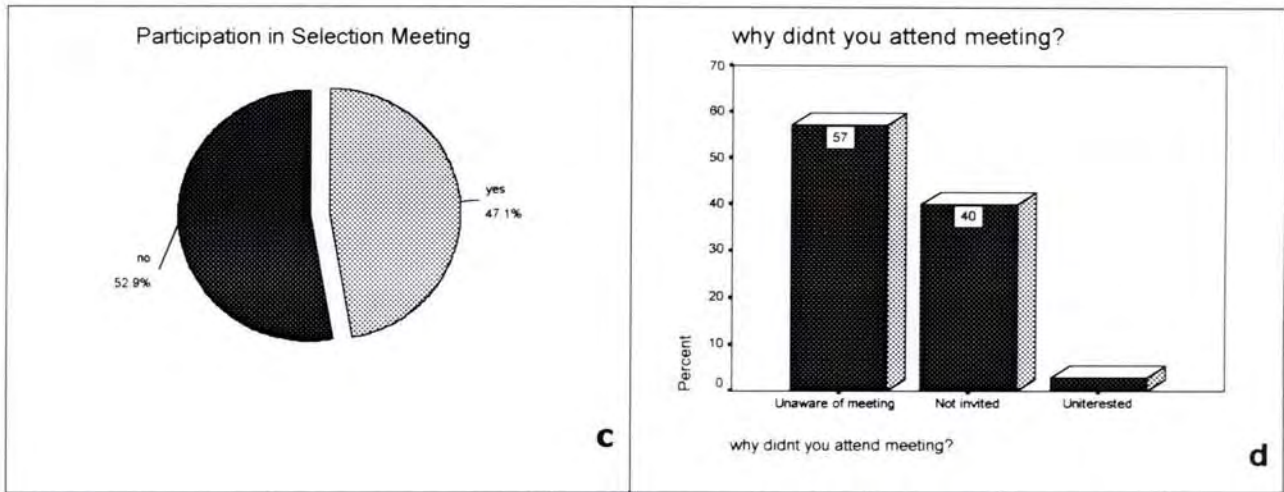 Participation in Selection Meeting
yes
47.1%
no
52.9%
c
why didnt you attend meeting?
70
60
50
40
30
20
10
0
Percent
57
40
Unaware of meeting
Not invited
Uniterested
why didnt you attend meeting?
d